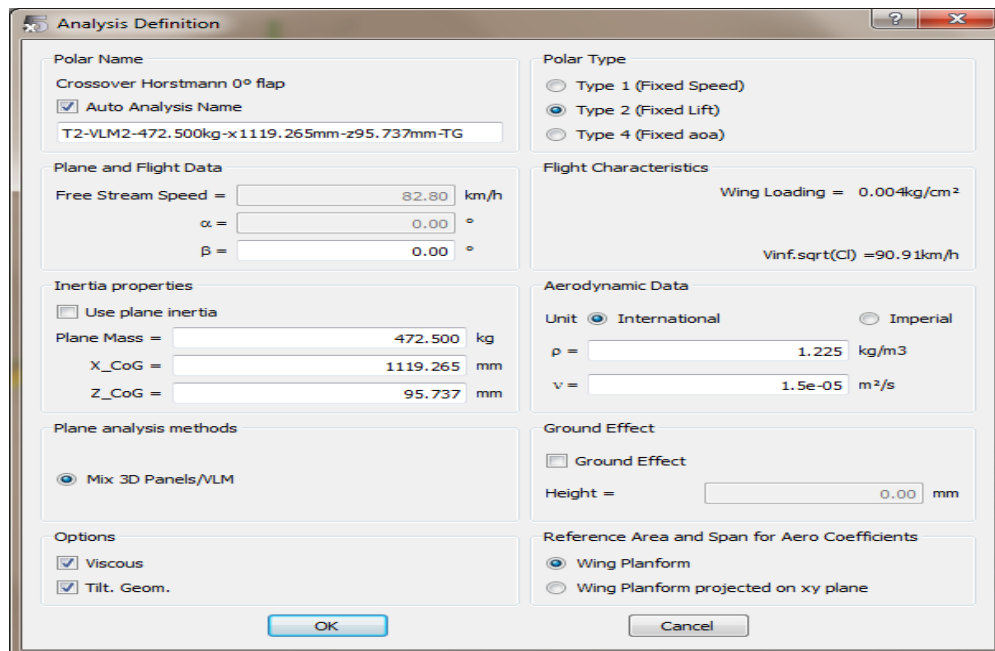 Analysis Definition
Polar Name
Crossover Horstmann 0º flap
Auto Analysis Name
T2-VLM2-472.500kg-x1119.265mm-z95.737mm-TG
Polar Type
Type 1 (Fixed Speed)
Type 2 (Fixed Lift)
Type 4 (Fixed aoa)
Plane and Flight Data
Free Stream Speed = 82.80 km/h
α = 0.00 °
β = 0.00 °
Flight Characteristics
Wing Loading = 0.004kg/cm²
Vinf.sqrt(Cl) =90.91km/h
Inertia properties
Use plane inertia
Plane Mass = 472.500 kg
X_CoG = 1119.265 mm
Z_CoG = 95.737 mm
Aerodynamic Data
Unit International Imperial
ρ = 1.225 kg/m3
ν = 1.5e-05 m²/s
Plane analysis methods
Mix 3D Panels/VLM
Ground Effect
Ground Effect
Height = 0.00 mm
Options
Viscous
Tilt. Geom.
Reference Area and Span for Aero Coefficients
Wing Planform
Wing Planform projected on xy plane
OK
Cancel